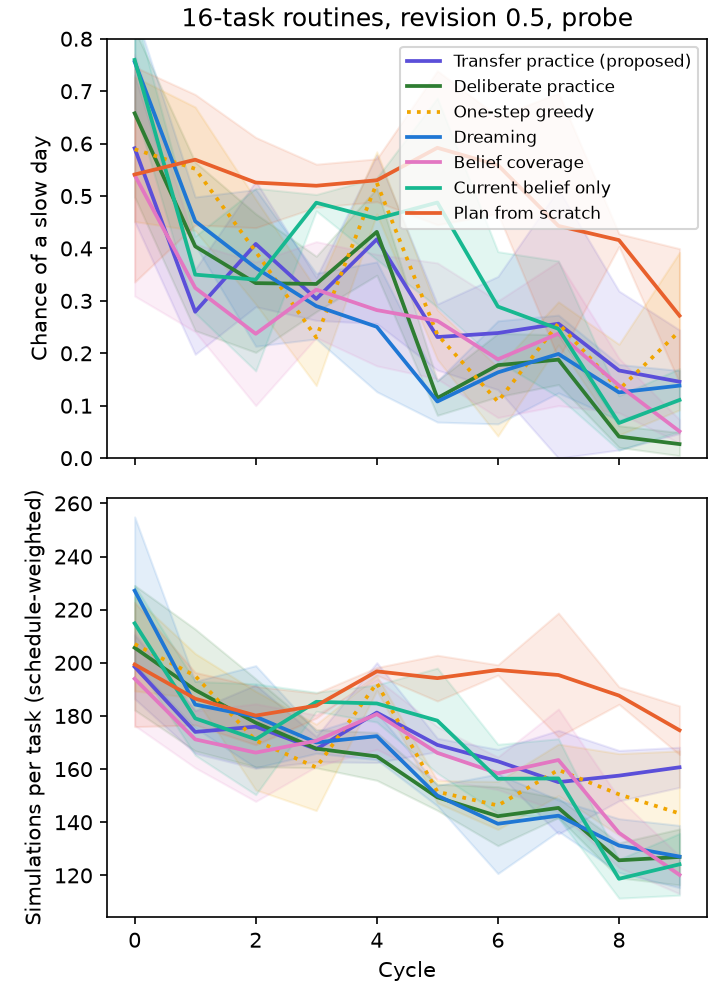 16-task routines, revision 0.5, probe
Chance of a slow day
0.8
0.7
0.6
0.5
0.4
0.3
0.2
0.1
0.0
Transfer practice (proposed)
Deliberate practice
One-step greedy
Dreaming
Belief coverage
Current belief only
Plan from scratch
Simulations per task (schedule-weighted)
260
240
220
200
180
160
140
120
0 2 4 6 8
Cycle